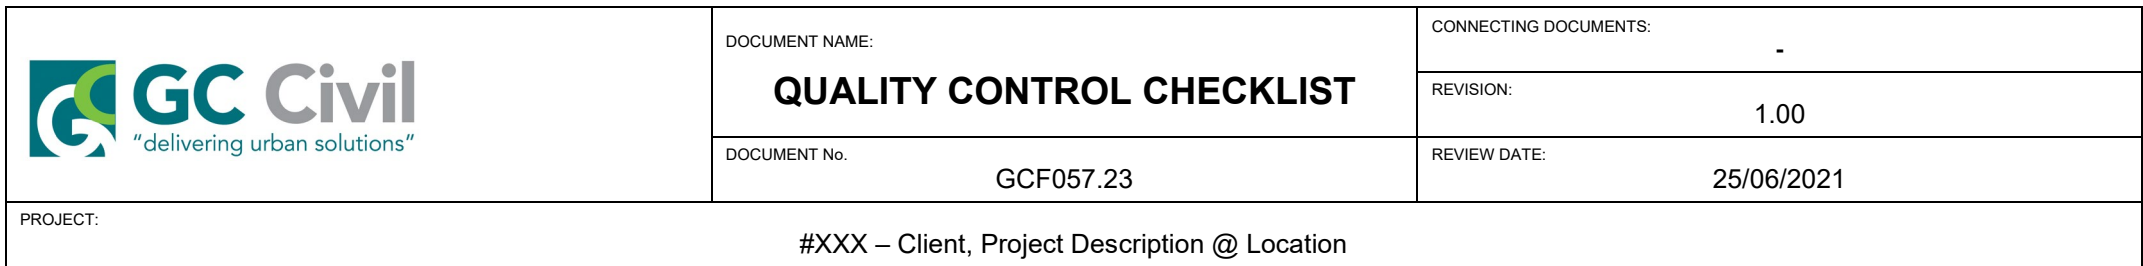 GC Civil
"delivering urban solutions"
DOCUMENT NAME:
QUALITY CONTROL CHECKLIST
DOCUMENT No.
GCF057.23
CONNECTING DOCUMENTS:
-
REVISION:
1.00
REVIEW DATE:
25/06/2021
PROJECT:
#XXX – Client, Project Description @ Location